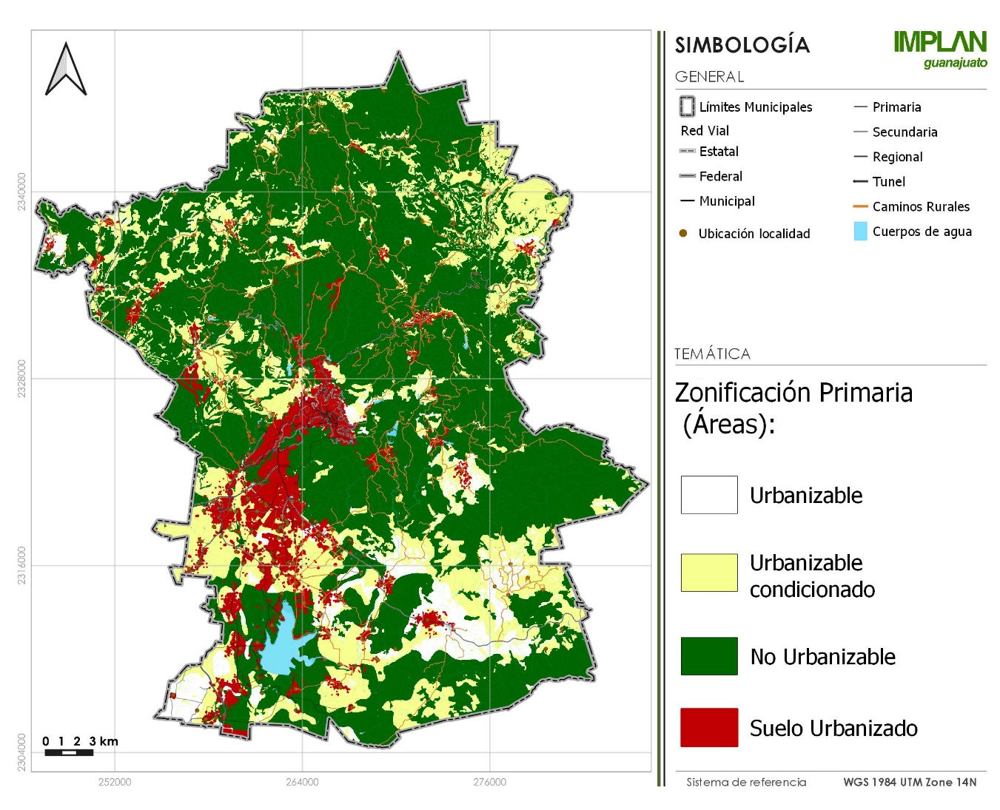 SIMBOLOGÍA
IMPLAN
guanajuato
GENERAL
Límites Municipales
Red Vial
Estatal
Federal
Municipal
Ubicación localidad
Primaria
Secundaria
Regional
Tunel
Caminos Rurales
Cuerpos de agua
TEMÁTICA
Zonificación Primaria
(Áreas):
Urbanizable
Urbanizable
condicionado
No Urbanizable
Suelo Urbanizado
Sistema de referencia
WGS 1984 UTM Zone 14N
2340000
2328000
2316000
2304000
0 1 2 3 km
252000
264000
276000